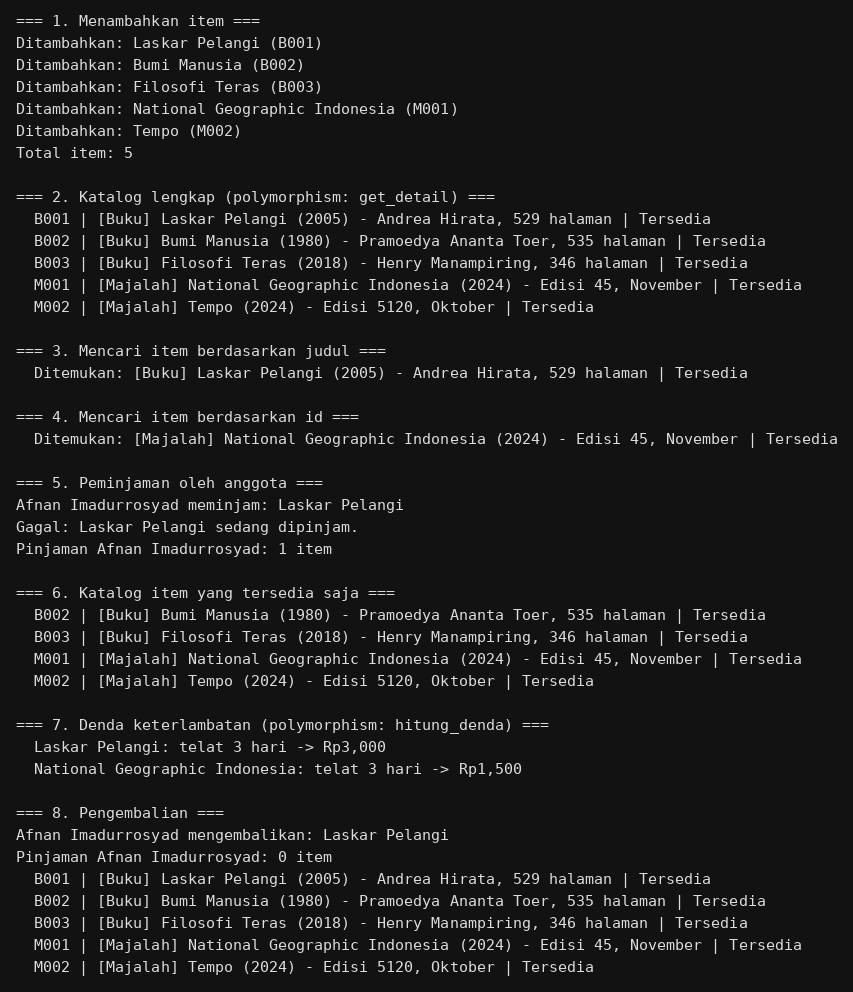 === 1. Menambahkan item ===
Ditambahkan: Laskar Pelangi (B001)
Ditambahkan: Bumi Manusia (B002)
Ditambahkan: Filosofi Teras (B003)
Ditambahkan: National Geographic Indonesia (M001)
Ditambahkan: Tempo (M002)
Total item: 5

=== 2. Katalog lengkap (polymorphism: get_detail) ===
  B001 | [Buku] Laskar Pelangi (2005) - Andrea Hirata, 529 halaman | Tersedia
  B002 | [Buku] Bumi Manusia (1980) - Pramoedya Ananta Toer, 535 halaman | Tersedia
  B003 | [Buku] Filosofi Teras (2018) - Henry Manampiring, 346 halaman | Tersedia
  M001 | [Majalah] National Geographic Indonesia (2024) - Edisi 45, November | Tersedia
  M002 | [Majalah] Tempo (2024) - Edisi 5120, Oktober | Tersedia

=== 3. Mencari item berdasarkan judul ===
  Ditemukan: [Buku] Laskar Pelangi (2005) - Andrea Hirata, 529 halaman | Tersedia

=== 4. Mencari item berdasarkan id ===
  Ditemukan: [Majalah] National Geographic Indonesia (2024) - Edisi 45, November | Tersedia

=== 5. Peminjaman oleh anggota ===
Afnan Imadurrosyad meminjam: Laskar Pelangi
Gagal: Laskar Pelangi sedang dipinjam.
Pinjaman Afnan Imadurrosyad: 1 item

=== 6. Katalog item yang tersedia saja ===
  B002 | [Buku] Bumi Manusia (1980) - Pramoedya Ananta Toer, 535 halaman | Tersedia
  B003 | [Buku] Filosofi Teras (2018) - Henry Manampiring, 346 halaman | Tersedia
  M001 | [Majalah] National Geographic Indonesia (2024) - Edisi 45, November | Tersedia
  M002 | [Majalah] Tempo (2024) - Edisi 5120, Oktober | Tersedia

=== 7. Denda keterlambatan (polymorphism: hitung_denda) ===
  Laskar Pelangi: telat 3 hari -> Rp3,000
  National Geographic Indonesia: telat 3 hari -> Rp1,500

=== 8. Pengembalian ===
Afnan Imadurrosyad mengembalikan: Laskar Pelangi
Pinjaman Afnan Imadurrosyad: 0 item
  B001 | [Buku] Laskar Pelangi (2005) - Andrea Hirata, 529 halaman | Tersedia
  B002 | [Buku] Bumi Manusia (1980) - Pramoedya Ananta Toer, 535 halaman | Tersedia
  B003 | [Buku] Filosofi Teras (2018) - Henry Manampiring, 346 halaman | Tersedia
  M001 | [Majalah] National Geographic Indonesia (2024) - Edisi 45, November | Tersedia
  M002 | [Majalah] Tempo (2024) - Edisi 5120, Oktober | Tersedia